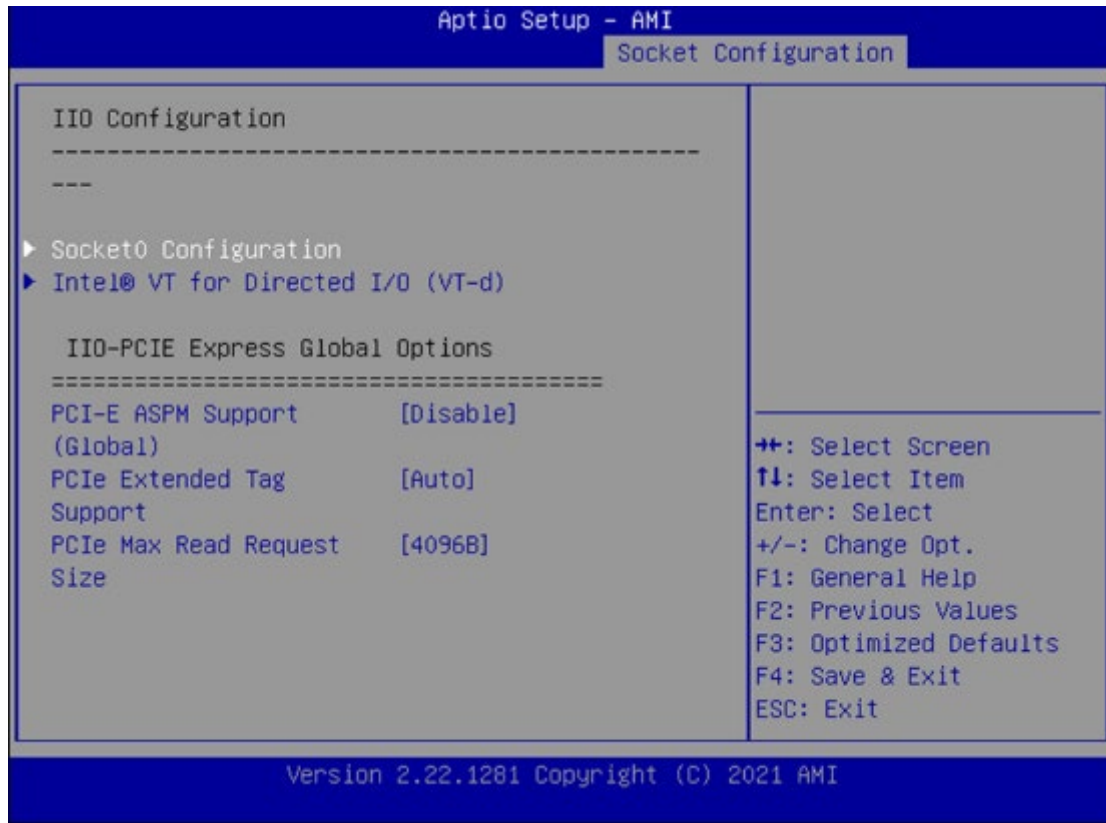 Aptio Setup – AMI
Socket Configuration
IIO Configuration
-----------------------------------------------
---
Socket0 Configuration
Intel® VT for Directed I/O (VT-d)
IIO-PCIE Express Global Options
========================================
PCI-E ASPM Support [Disable]
(Global)
PCIe Extended Tag [Auto]
Support
PCIe Max Read Request [4096B]
Size
→←: Select Screen
↑↓: Select Item
Enter: Select
+/-: Change Opt.
F1: General Help
F2: Previous Values
F3: Optimized Defaults
F4: Save & Exit
ESC: Exit
Version 2.22.1281 Copyright (C) 2021 AMI